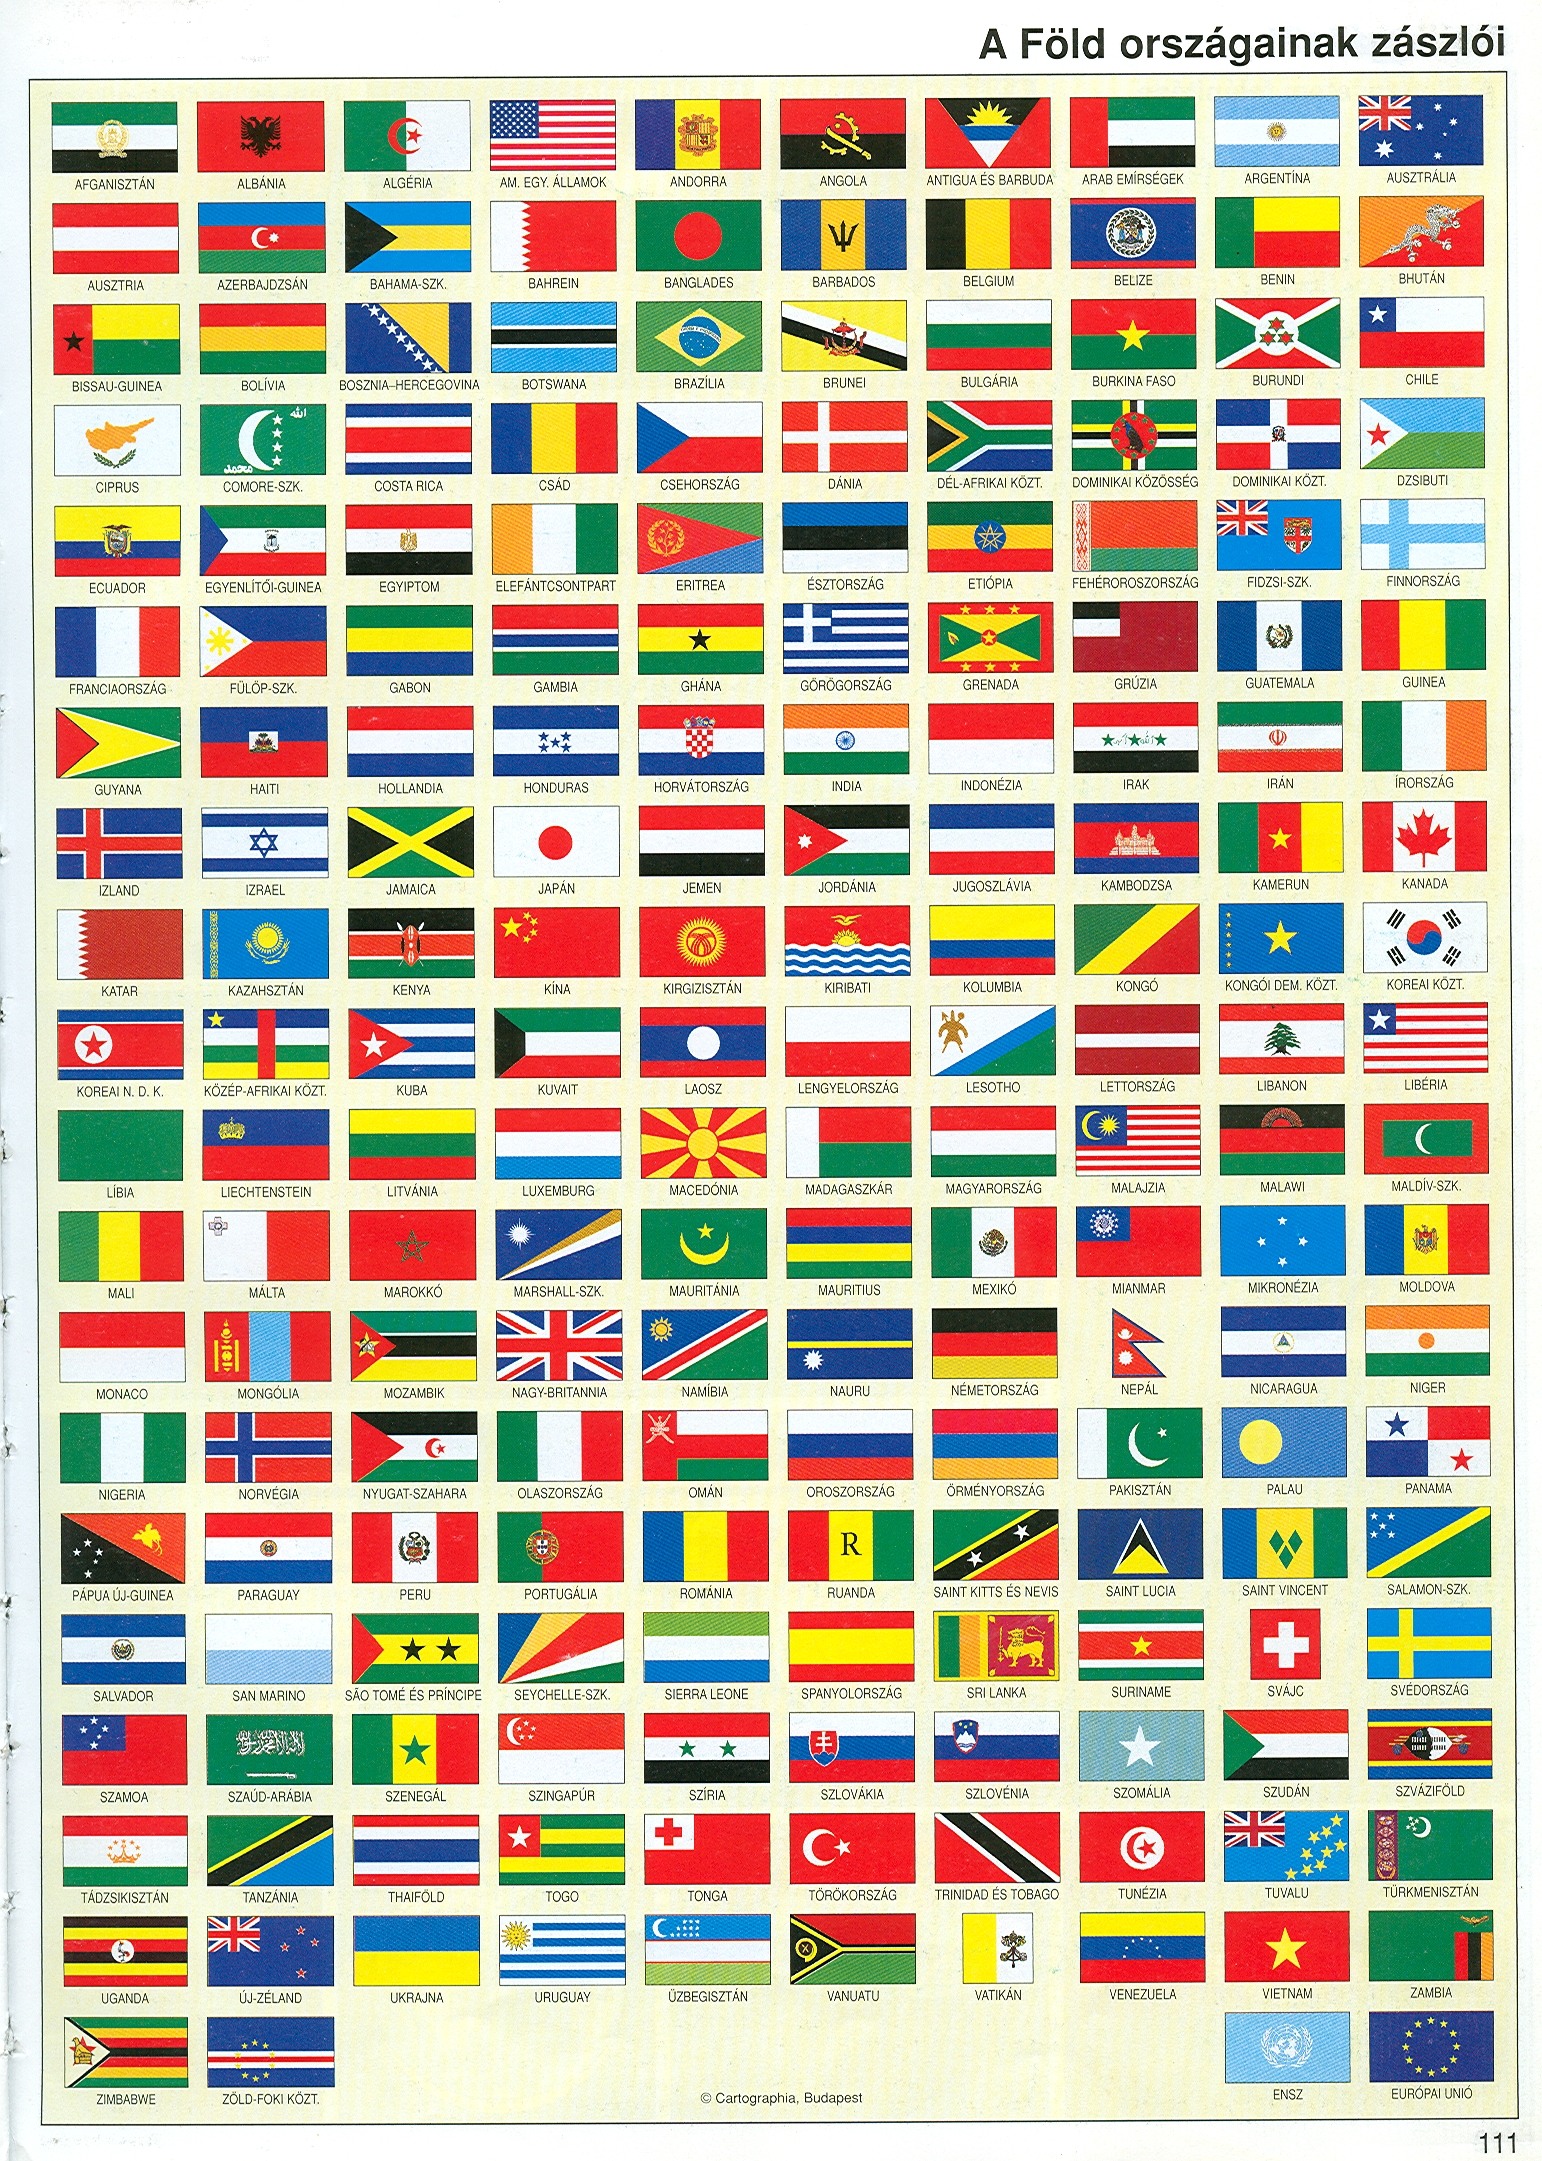 A Föld országainak zászlói
AFGANISZTÁN ALBÁNIA ALGÉRIA AM. EGY. ÁLLAMOK ANDORRA ANGOLA ANTIGUA ÉS BARBUDA ARAB EMÍRSÉGEK ARGENTÍNA AUSZTRÁLIA
AUSZTRIA AZERBAJDZSÁN BAHAMA-SZK. BAHREIN BANGLADES BARBADOS BELGIUM BELIZE BENIN BHUTÁN
BISSAU-GUINEA BOLÍVIA BOSZNIA–HERCEGOVINA BOTSWANA BRAZÍLIA BRUNEI BULGÁRIA BURKINA FASO BURUNDI CHILE
CIPRUS COMORE-SZK. COSTA RICA CSÁD CSEHORSZÁG DÁNIA DÉL-AFRIKAI KÖZT. DOMINIKAI KÖZÖSSÉG DOMINIKAI KÖZT. DZSIBUTI
ECUADOR EGYENLÍTŐI-GUINEA EGYIPTOM ELEFÁNTCSONTPART ERITREA ÉSZTORSZÁG ETIÓPIA FEHÉROROSZORSZÁG FIDZSI-SZK. FINNORSZÁG
FRANCIAORSZÁG FÜLÖP-SZK. GABON GAMBIA GHÁNA GÖRÖGORSZÁG GRENADA GRÚZIA GUATEMALA GUINEA
GUYANA HAITI HOLLANDIA HONDURAS HORVÁTORSZÁG INDIA INDONÉZIA IRAK IRÁN ÍRORSZÁG
IZLAND IZRAEL JAMAICA JAPÁN JEMEN JORDÁNIA JUGOSZLÁVIA KAMBODZSA KAMERUN KANADA
KATAR KAZAHSZTÁN KENYA KÍNA KIRGIZISZTÁN KIRIBATI KOLUMBIA KONGÓ KONGÓI DEM. KÖZT. KOREAI KÖZT.
KOREAI N. D. K. KÖZÉP-AFRIKAI KÖZT. KUBA KUVAIT LAOSZ LENGYELORSZÁG LESOTHO LETTORSZÁG LIBANON LIBÉRIA
LÍBIA LIECHTENSTEIN LITVÁNIA LUXEMBURG MACEDÓNIA MADAGASZKÁR MAGYARORSZÁG MALAJZIA MALAWI MALDÍV-SZK.
MALI MÁLTA MAROKKÓ MARSHALL-SZK. MAURITÁNIA MAURITIUS MEXIKÓ MIANMAR MIKRONÉZIA MOLDOVA
MONACO MONGÓLIA MOZAMBIK NAGY-BRITANNIA NAMÍBIA NAURU NÉMETORSZÁG NEPÁL NICARAGUA NIGER
NIGERIA NORVÉGIA NYUGAT-SZAHARA OLASZORSZÁG OMÁN OROSZORSZÁG ÖRMÉNYORSZÁG PAKISZTÁN PALAU PANAMA
R
PÁPUA ÚJ-GUINEA PARAGUAY PERU PORTUGÁLIA ROMÁNIA RUANDA SAINT KITTS ÉS NEVIS SAINT LUCIA SAINT VINCENT SALAMON-SZK.
SALVADOR SAN MARINO SÃO TOMÉ ÉS PRÍNCIPE SEYCHELLE-SZK. SIERRA LEONE SPANYOLORSZÁG SRI LANKA SURINAME SVÁJC SVÉDORSZÁG
SZAMOA SZAÚD-ARÁBIA SZENEGÁL SZINGAPÚR SZÍRIA SZLOVÁKIA SZLOVÉNIA SZOMÁLIA SZUDÁN SZVÁZIFÖLD
TÁDZSIKISZTÁN TANZÁNIA THAIFÖLD TOGO TONGA TÖRÖKORSZÁG TRINIDAD ÉS TOBAGO TUNÉZIA TUVALU TÜRKMENISZTÁN
UGANDA ÚJ-ZÉLAND UKRAJNA URUGUAY ÜZBEGISZTÁN VANUATU VATIKÁN VENEZUELA VIETNAM ZAMBIA
ZIMBABWE ZÖLD-FOKI KÖZT. ENSZ EURÓPAI UNIÓ
© Cartographia, Budapest
111